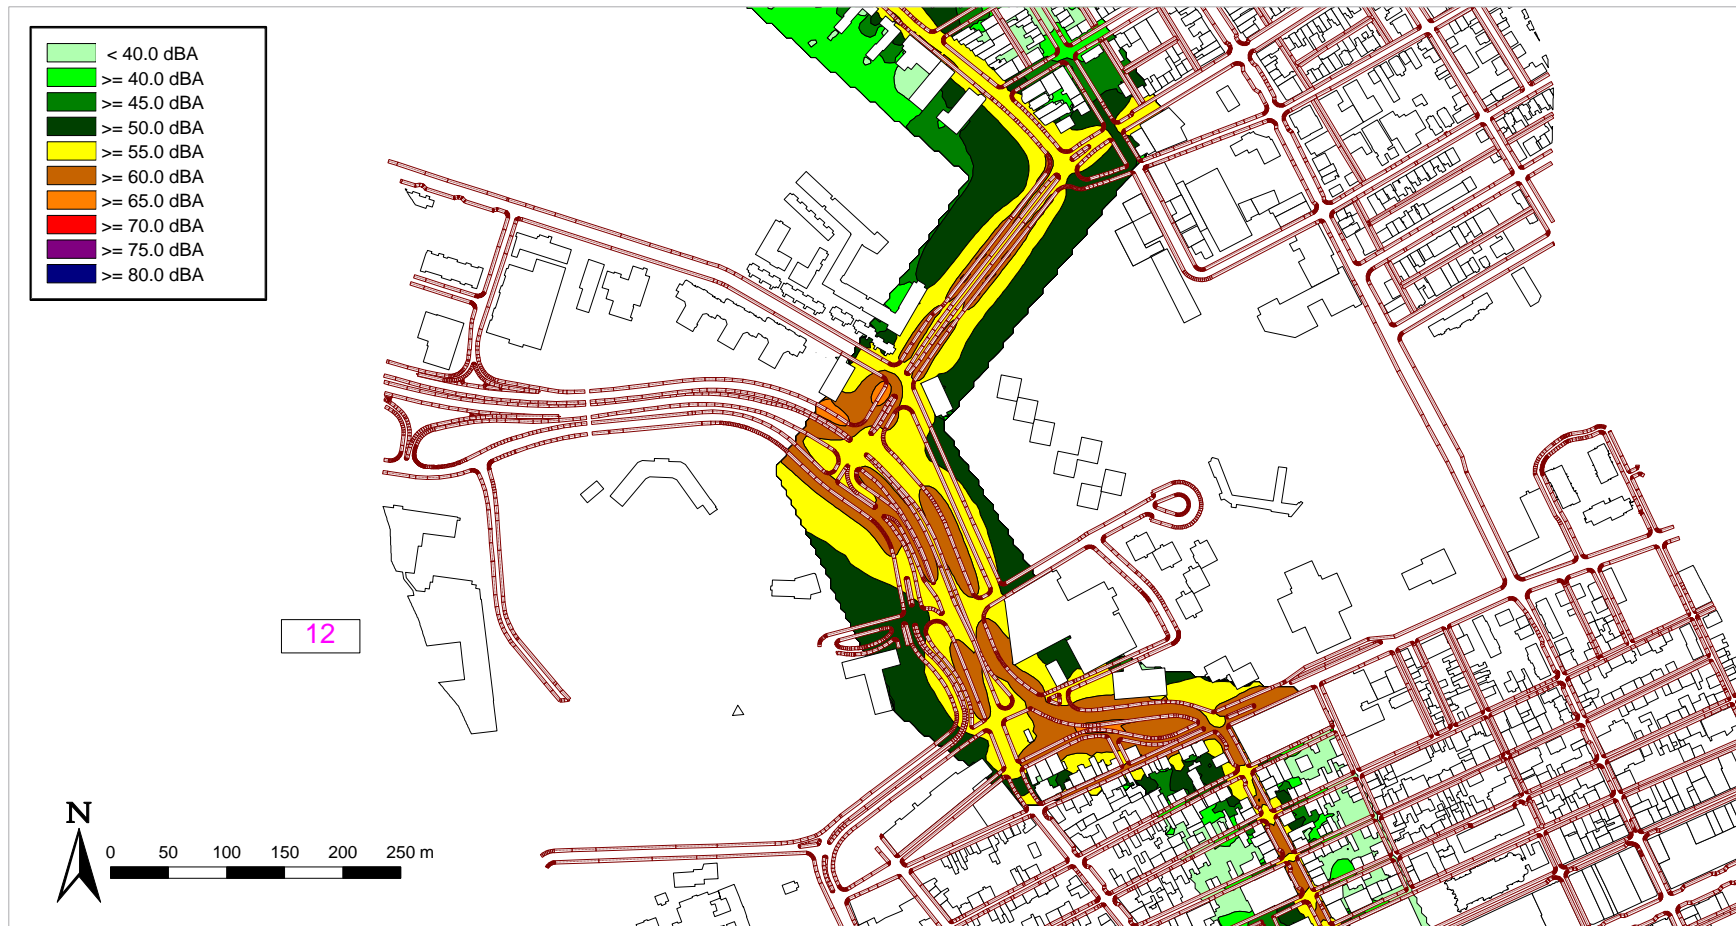 < 40.0 dBA
>= 40.0 dBA
>= 45.0 dBA
>= 50.0 dBA
>= 55.0 dBA
>= 60.0 dBA
>= 65.0 dBA
>= 70.0 dBA
>= 75.0 dBA
>= 80.0 dBA
12
N
0 50 100 150 200 250 m